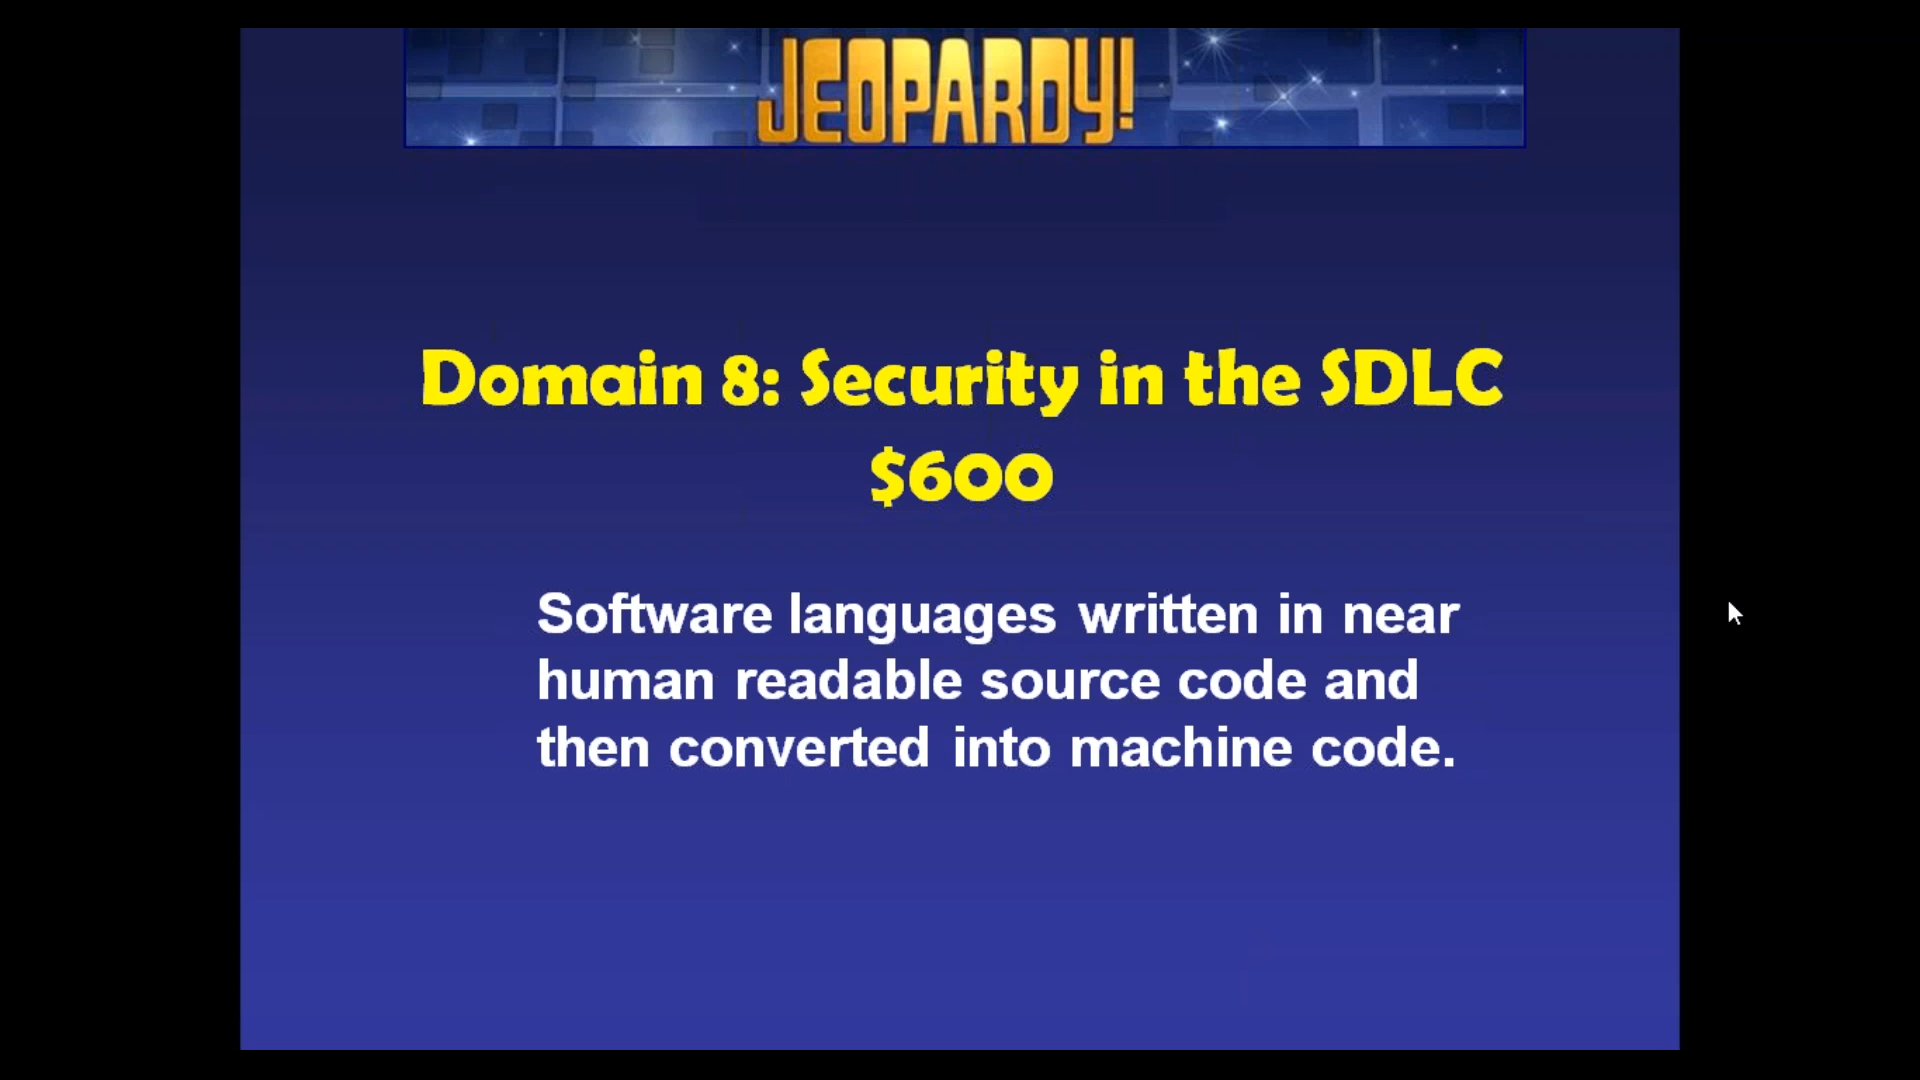 JEOPARDY!
Domain 8: Security in the SDLC
$600
Software languages written in near
human readable source code and
then converted into machine code.